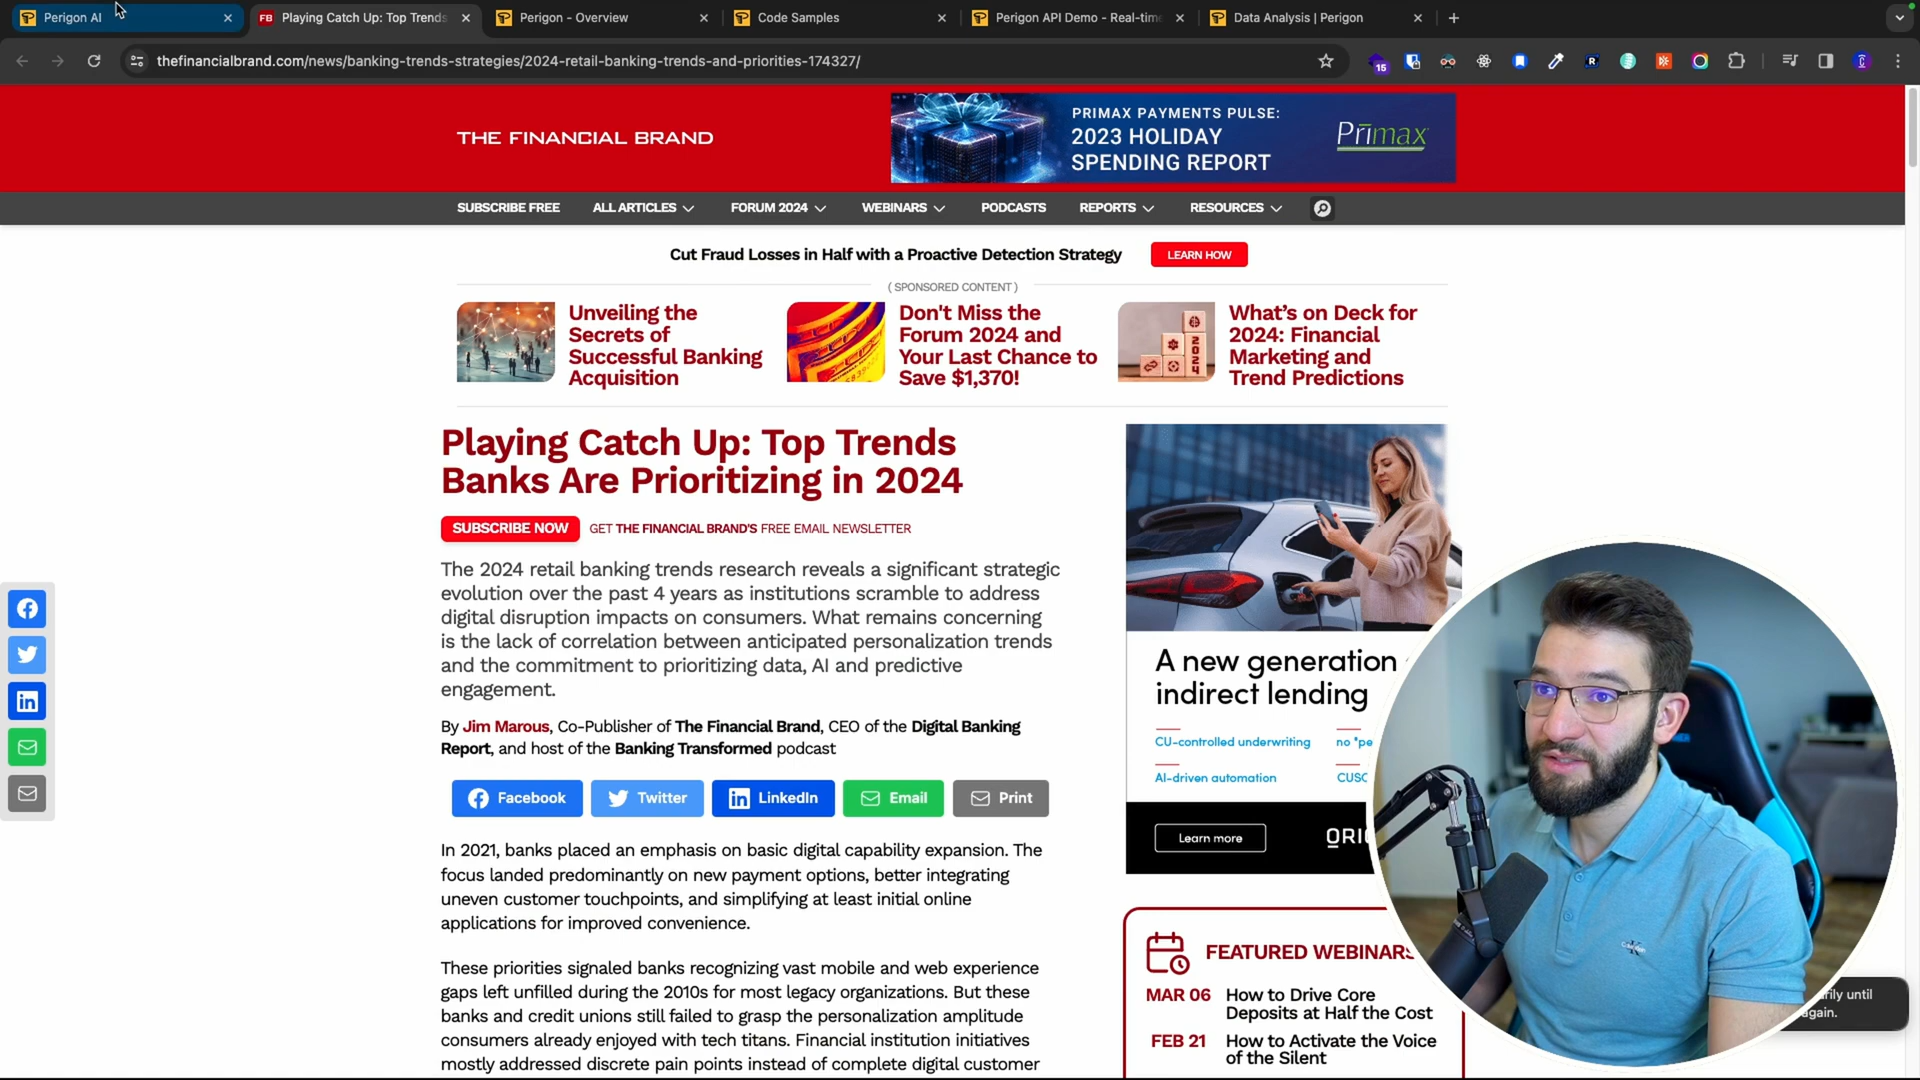 Perigon AI
Playing Catch Up: Top Trends
Perigon - Overview
Code Samples
Perigon API Demo - Real-time
Data Analysis | Perigon
thefinancialbrand.com/news/banking-trends-strategies/2024-retail-banking-trends-and-priorities-174327/
15
THE FINANCIAL BRAND
PRIMAX PAYMENTS PULSE:
2023 HOLIDAY
SPENDING REPORT
Primax
SUBSCRIBE FREE
ALL ARTICLES
FORUM 2024
WEBINARS
PODCASTS
REPORTS
RESOURCES
Cut Fraud Losses in Half with a Proactive Detection Strategy
LEARN HOW
( SPONSORED CONTENT )
Unveiling the
Secrets of
Successful Banking
Acquisition
Don't Miss the
Forum 2024 and
Your Last Chance to
Save $1,370!
2024
What's on Deck for
2024: Financial
Marketing and
Trend Predictions
Playing Catch Up: Top Trends
Banks Are Prioritizing in 2024
SUBSCRIBE NOW
GET THE FINANCIAL BRAND'S FREE EMAIL NEWSLETTER
The 2024 retail banking trends research reveals a significant strategic
evolution over the past 4 years as institutions scramble to address
digital disruption impacts on consumers. What remains concerning
is the lack of correlation between anticipated personalization trends
and the commitment to prioritizing data, AI and predictive
engagement.
By Jim Marous, Co-Publisher of The Financial Brand, CEO of the Digital Banking
Report, and host of the Banking Transformed podcast
Facebook
Twitter
LinkedIn
Email
Print
In 2021, banks placed an emphasis on basic digital capability expansion. The
focus landed predominantly on new payment options, better integrating
uneven customer touchpoints, and simplifying at least initial online
applications for improved convenience.
These priorities signaled banks recognizing vast mobile and web experience
gaps left unfilled during the 2010s for most legacy organizations. But these
banks and credit unions still failed to grasp the personalization amplitude
consumers already enjoyed with tech titans. Financial institution initiatives
mostly addressed discrete pain points instead of complete digital customer
A new generation
indirect lending
CU-controlled underwriting
no "pe
AI-driven automation
CUSO
Learn more
ORIG
FEATURED WEBINARS
MAR 06
How to Drive Core
Deposits at Half the Cost
FEB 21
How to Activate the Voice
of the Silent
rily until
again.